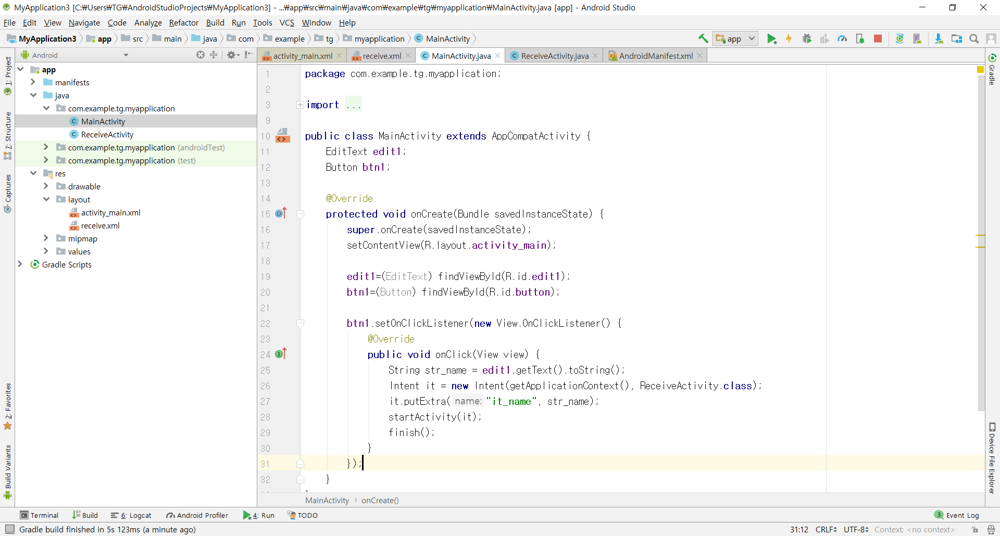 MyApplication3 [C:₩Users₩TG₩AndroidStudioProjects₩MyApplication3] - ...₩app₩src₩main₩java₩com₩example₩tg₩myapplication₩MainActivity.java [app] - Android Studio
File Edit View Navigate Code Analyze Refactor Build Run Tools VCS Window Help
MyApplication3 app src main java com example tg myapplication MainActivity app
Android
activity_main.xml receive.xml MainActivity.java ReceiveActivity.java AndroidManifest.xml
1: Project
7: Structure
Captures
2: Favorites
Build Variants
app
manifests
java
com.example.tg.myapplication
MainActivity
ReceiveActivity
com.example.tg.myapplication (androidTest)
com.example.tg.myapplication (test)
res
drawable
layout
activity_main.xml
receive.xml
mipmap
values
Gradle Scripts
1 package com.example.tg.myapplication;
2
3 import ...
9
10 public class MainActivity extends AppCompatActivity {
11 EditText edit1;
12 Button btn1;
13
14 @Override
15 protected void onCreate(Bundle savedInstanceState) {
16 super.onCreate(savedInstanceState);
17 setContentView(R.layout.activity_main);
18
19 edit1=(EditText) findViewById(R.id.edit1);
20 btn1=(Button) findViewById(R.id.button);
21
22 btn1.setOnClickListener(new View.OnClickListener() {
23 @Override
24 public void onClick(View view) {
25 String str_name = edit1.getText().toString();
26 Intent it = new Intent(getApplicationContext(), ReceiveActivity.class);
27 it.putExtra( name: "it_name", str_name);
28 startActivity(it);
29 finish();
30 }
31 });
32 }
MainActivity › onCreate()
Gradle
Device File Explorer
Terminal Build 6: Logcat Android Profiler 4: Run TODO 3 Event Log
Gradle build finished in 5s 123ms (a minute ago) 31:12 CRLF UTF-8 Context: <no context>